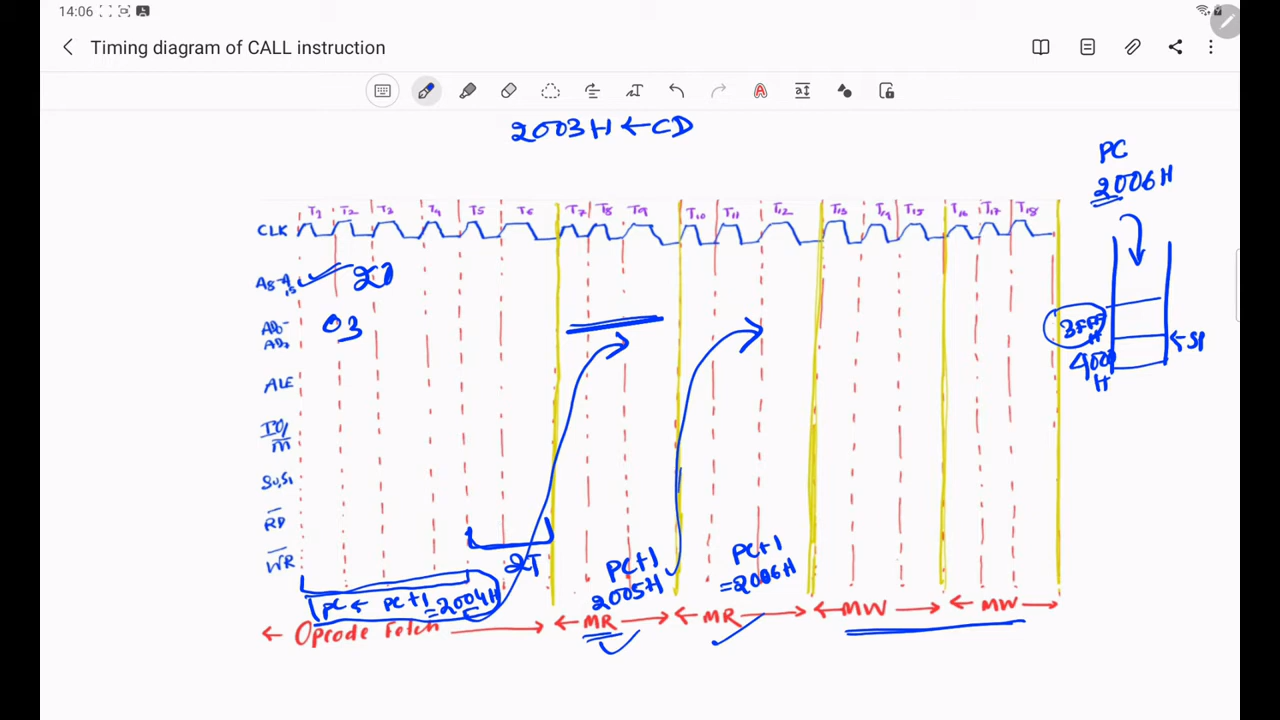 14:06
Timing diagram of CALL instruction
2003H ← CD
PC
2006H
T1 T2 T3 T4 T5 T6 T7 T8 T9 T10 T11 T12 T13 T14 T15 T16 T17 T18
CLK
A8-A15 20
AD0-AD7 03
ALE
IO/M̅
S0,S1
R̅D̅
W̅R̅
3FFFH
← SP
4000H
2T
PC ← PC+1 =2004H
PC+1
2005H
PC+1
=2006H
← Opcode Fetch → ← MR → ← MR → ← MW → ← MW →